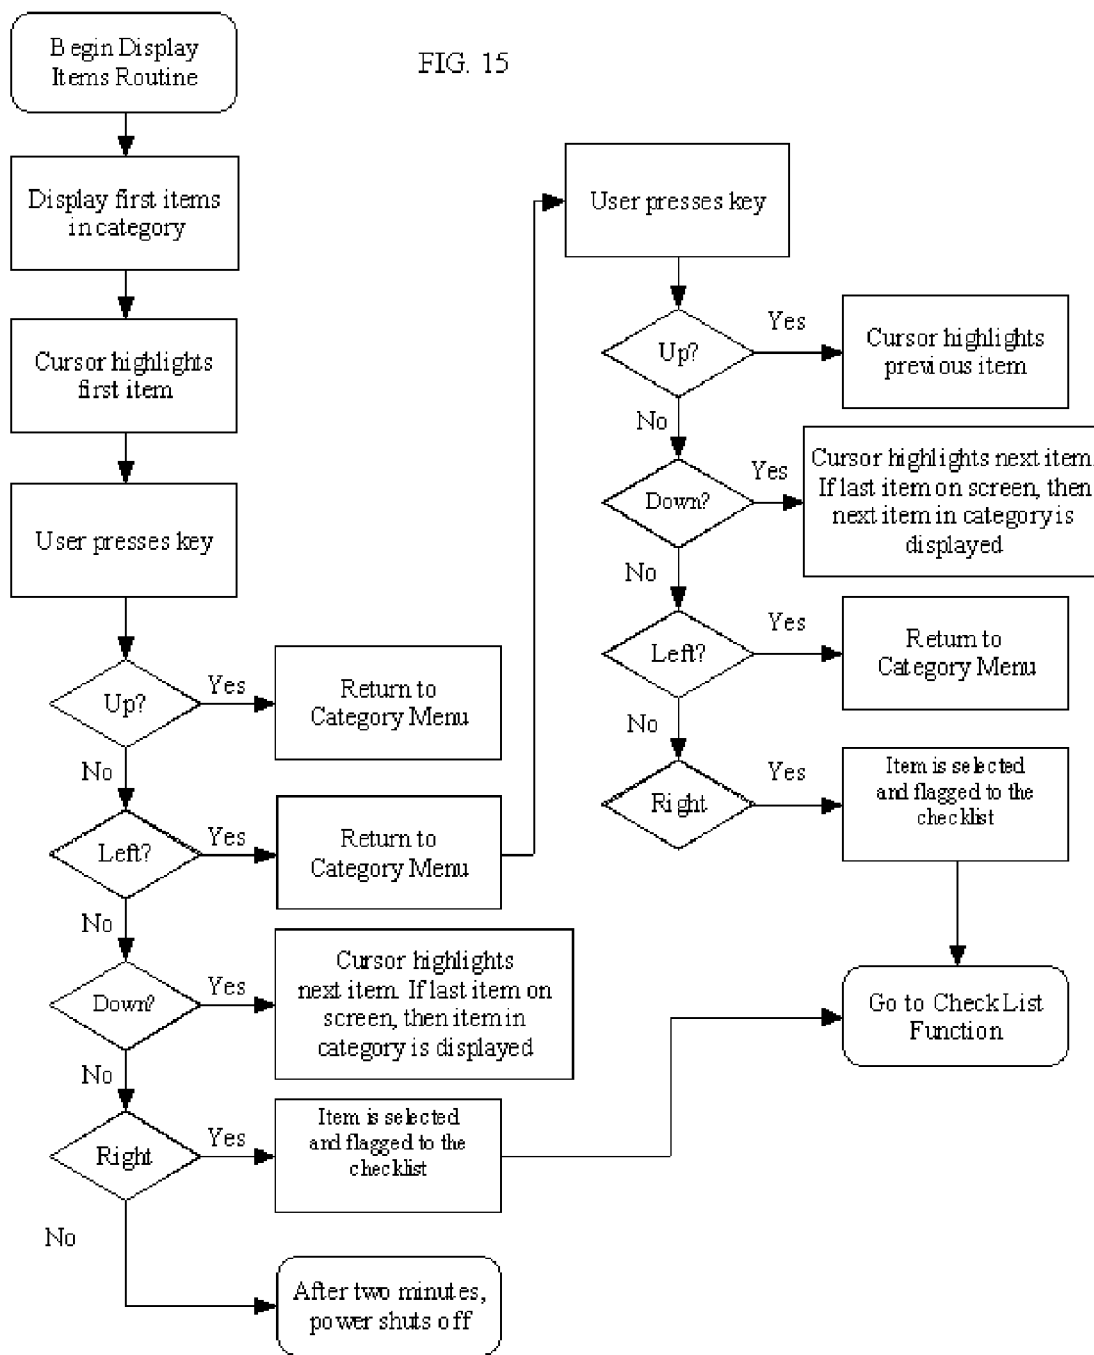 FIG. 15
Begin Display
Items Routine
Display first items
in category
Cursor highlights
first item
User presses key
Up?
Yes
Return to
Category Menu
No
Left?
Yes
Return to
Category Menu
No
Down?
Yes
Cursor highlights
next item. If last item on
screen, then item in
category is displayed
No
Right
Yes
Item is selected
and flagged to the
checklist
No
After two minutes,
power shuts off
User presses key
Up?
Yes
Cursor highlights
previous item
No
Down?
Yes
Cursor highlights next item.
If last item on screen, then
next item in category is
displayed
No
Left?
Yes
Return to
Category Menu
No
Right
Yes
Item is selected
and flagged to the
checklist
Go to Check List
Function